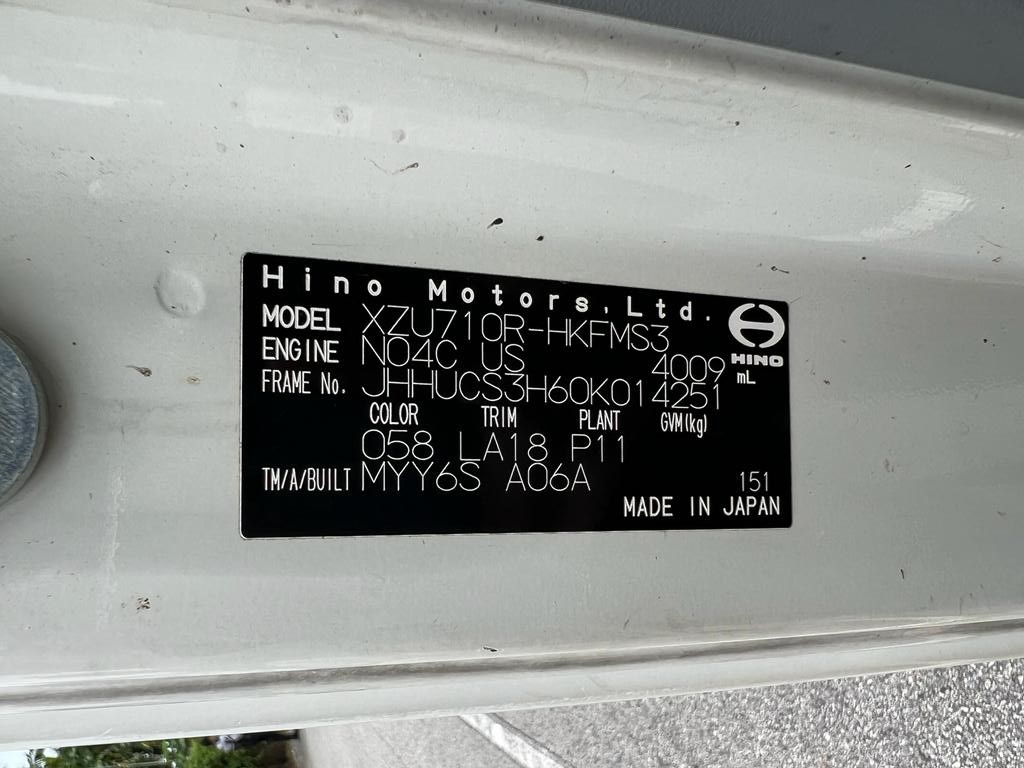 Hino Motors, Ltd.
HINO
MODEL XZU710R-HKFMS3
ENGINE N04C US 4009 mL
FRAME No. JHHUCS3H60K014251
COLOR TRIM PLANT GVM(kg)
058 LA18 P11
TM/A/BUILT MYY6S A06A 151
MADE IN JAPAN